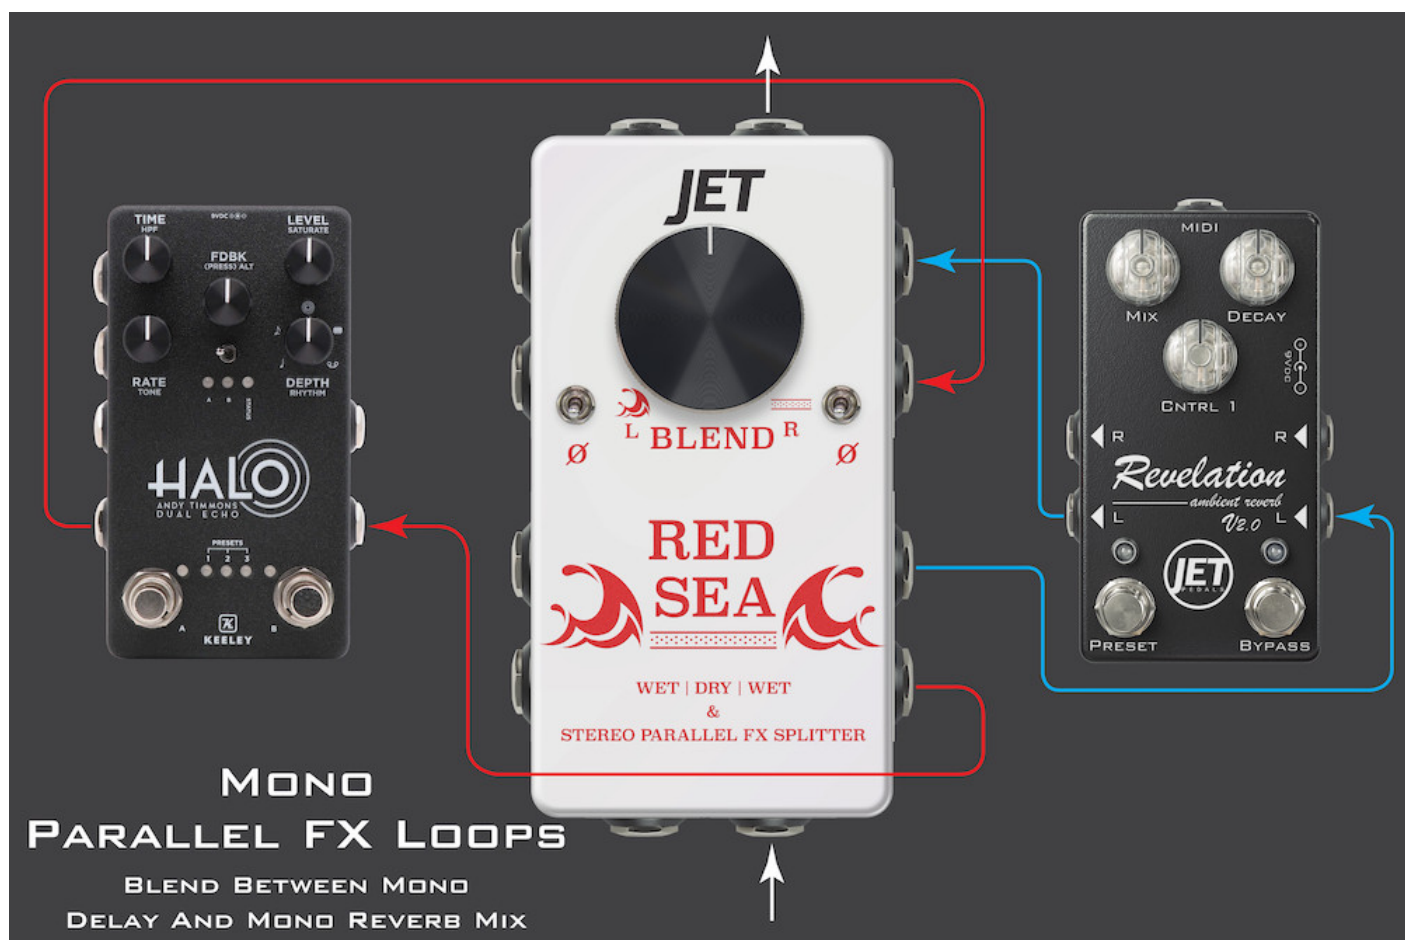 JET
BLEND
L
R
Ø
Ø
RED
SEA
WET | DRY | WET
&
STEREO PARALLEL FX SPLITTER
TIME
HPF
9VDC
LEVEL
SATURATE
FDBK
(PRESS) ALT
RATE
TONE
DEPTH
RHYTHM
A
B
STATUS
HALO
ANDY TIMMONS
DUAL ECHO
PRESETS
1 2 3
A
B
KEELEY
MIDI
MIX
DECAY
CNTRL 1
9VDC
R
R
Revelation
ambient reverb
L
V2.0
L
JET
PEDALS
PRESET
BYPASS
MONO
PARALLEL FX LOOPS
BLEND BETWEEN MONO
DELAY AND MONO REVERB MIX